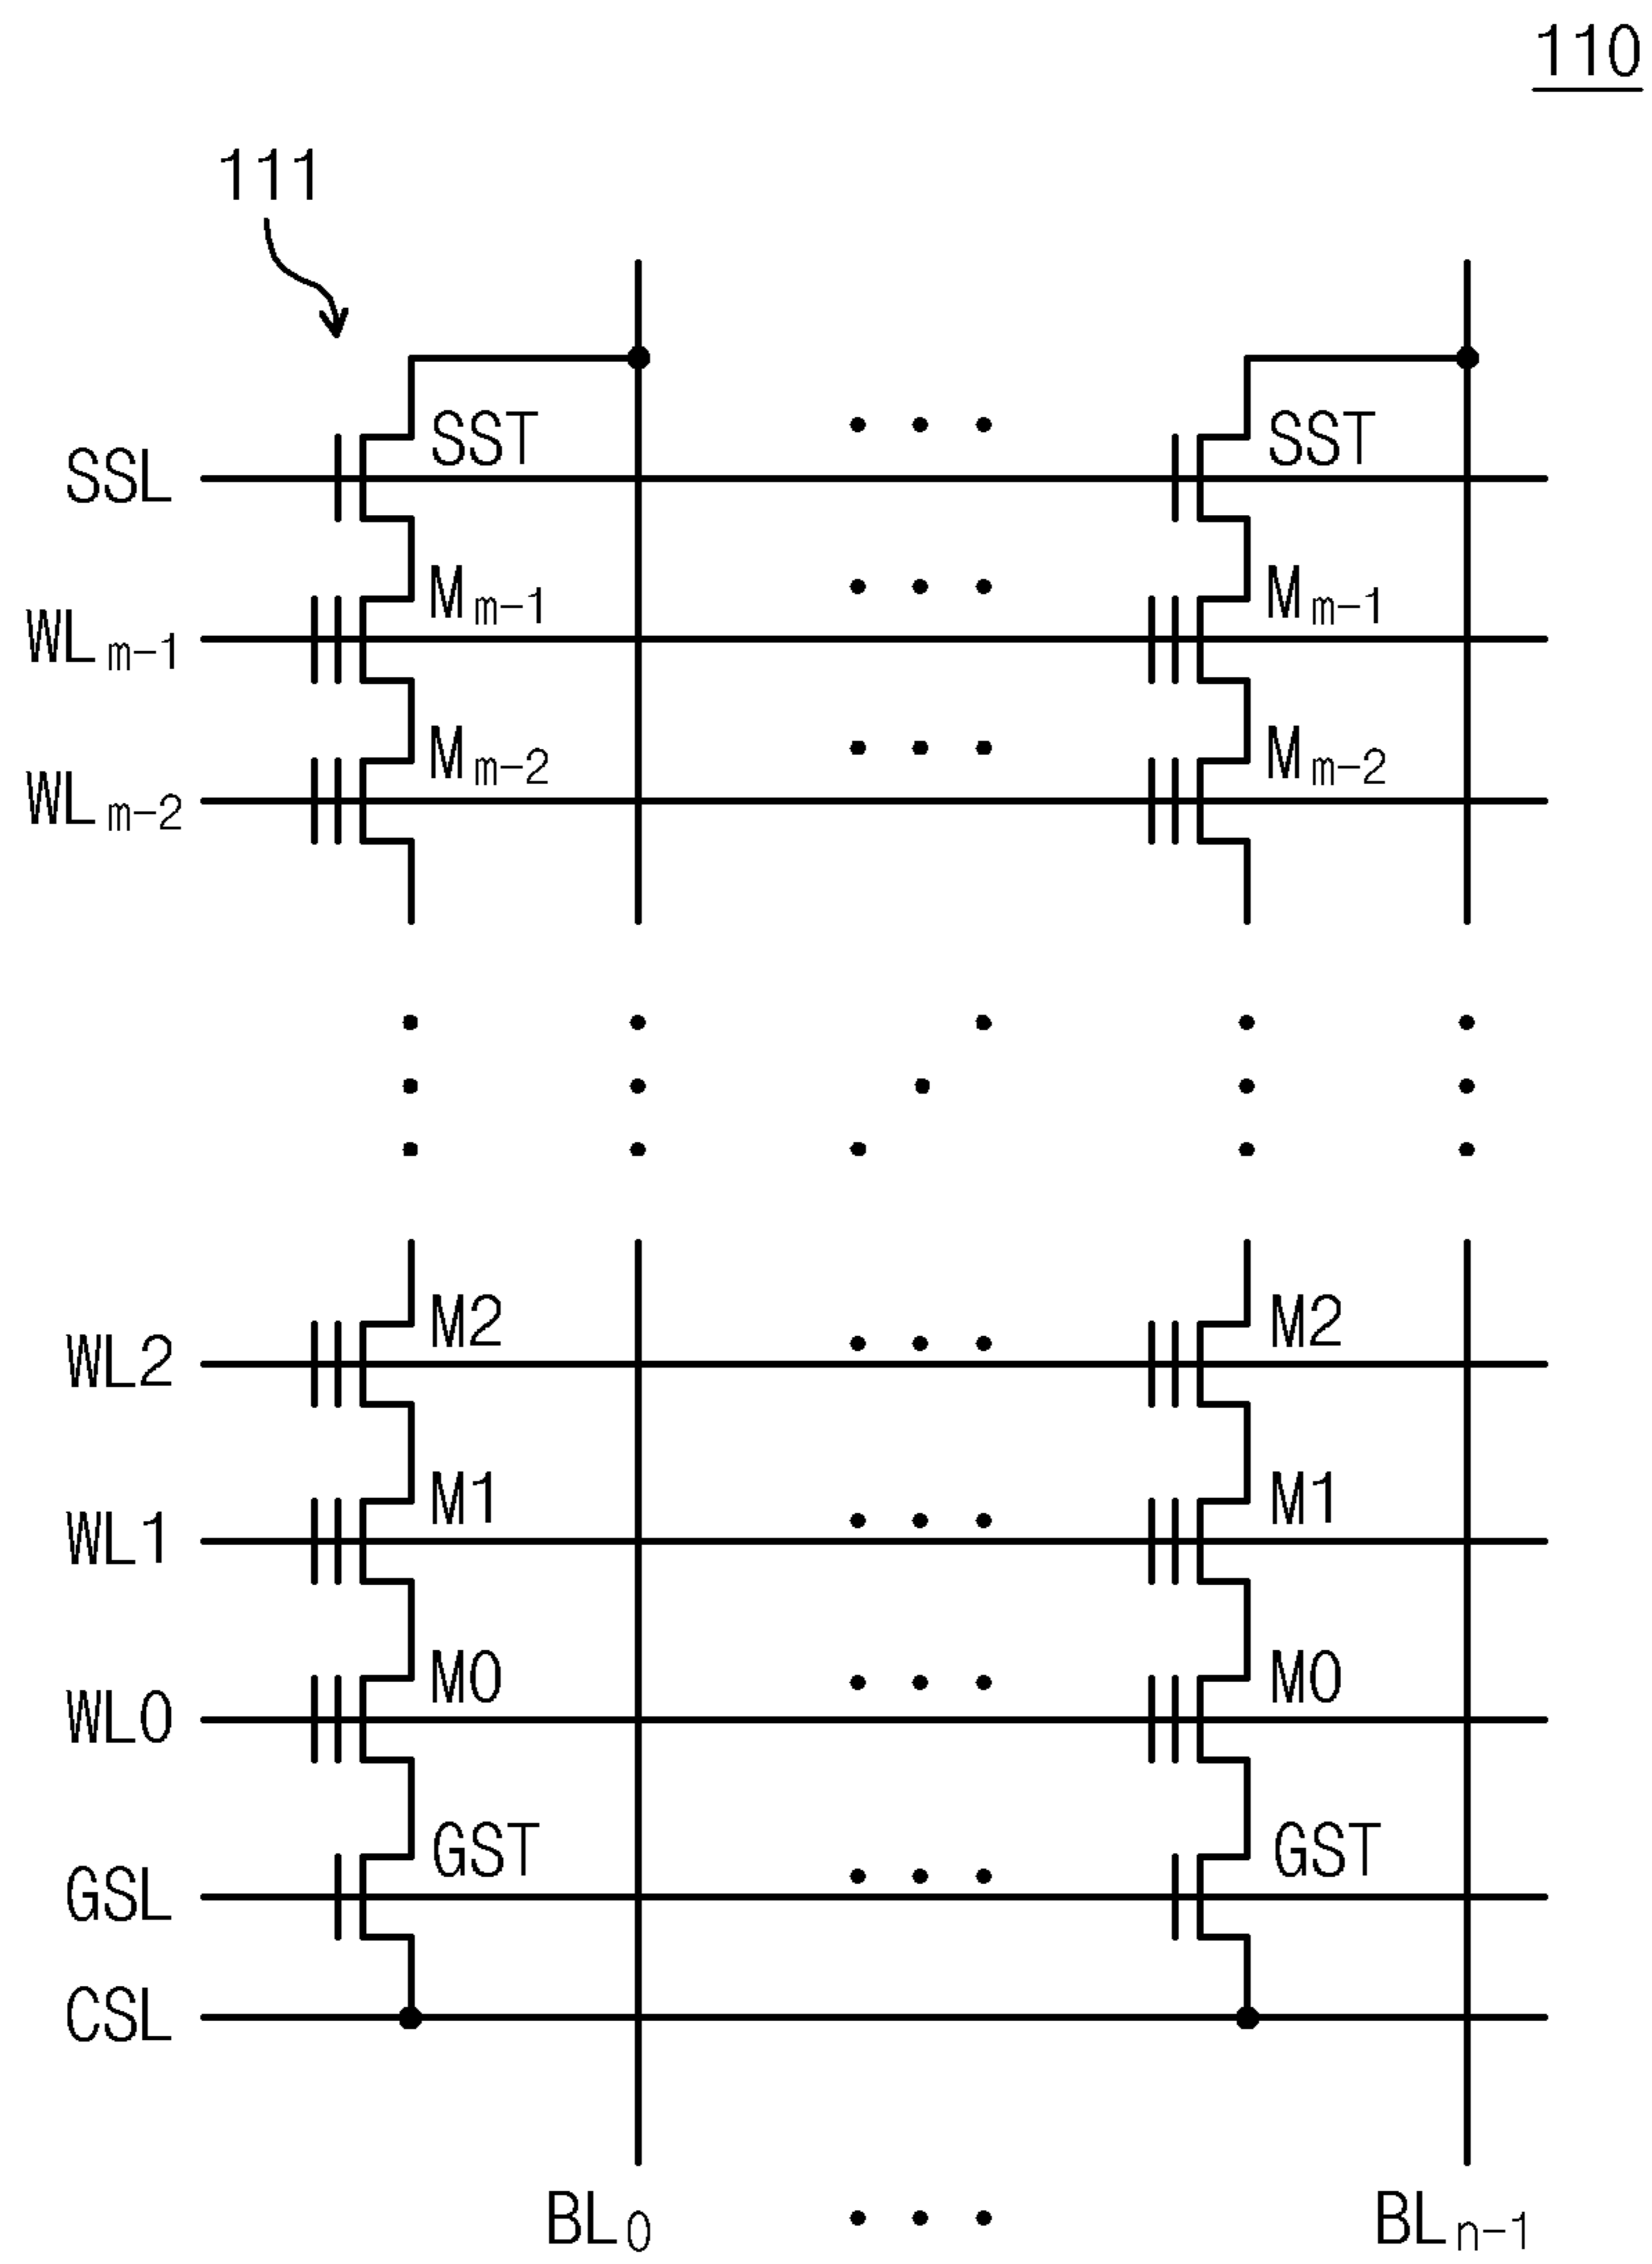 110
111
SST SST
SSL
Mm-1 Mm-1
WLm-1
Mm-2 Mm-2
WLm-2
M2 M2
WL2
M1 M1
WL1
M0 M0
WL0
GST GST
GSL
CSL
BL0 BLn-1